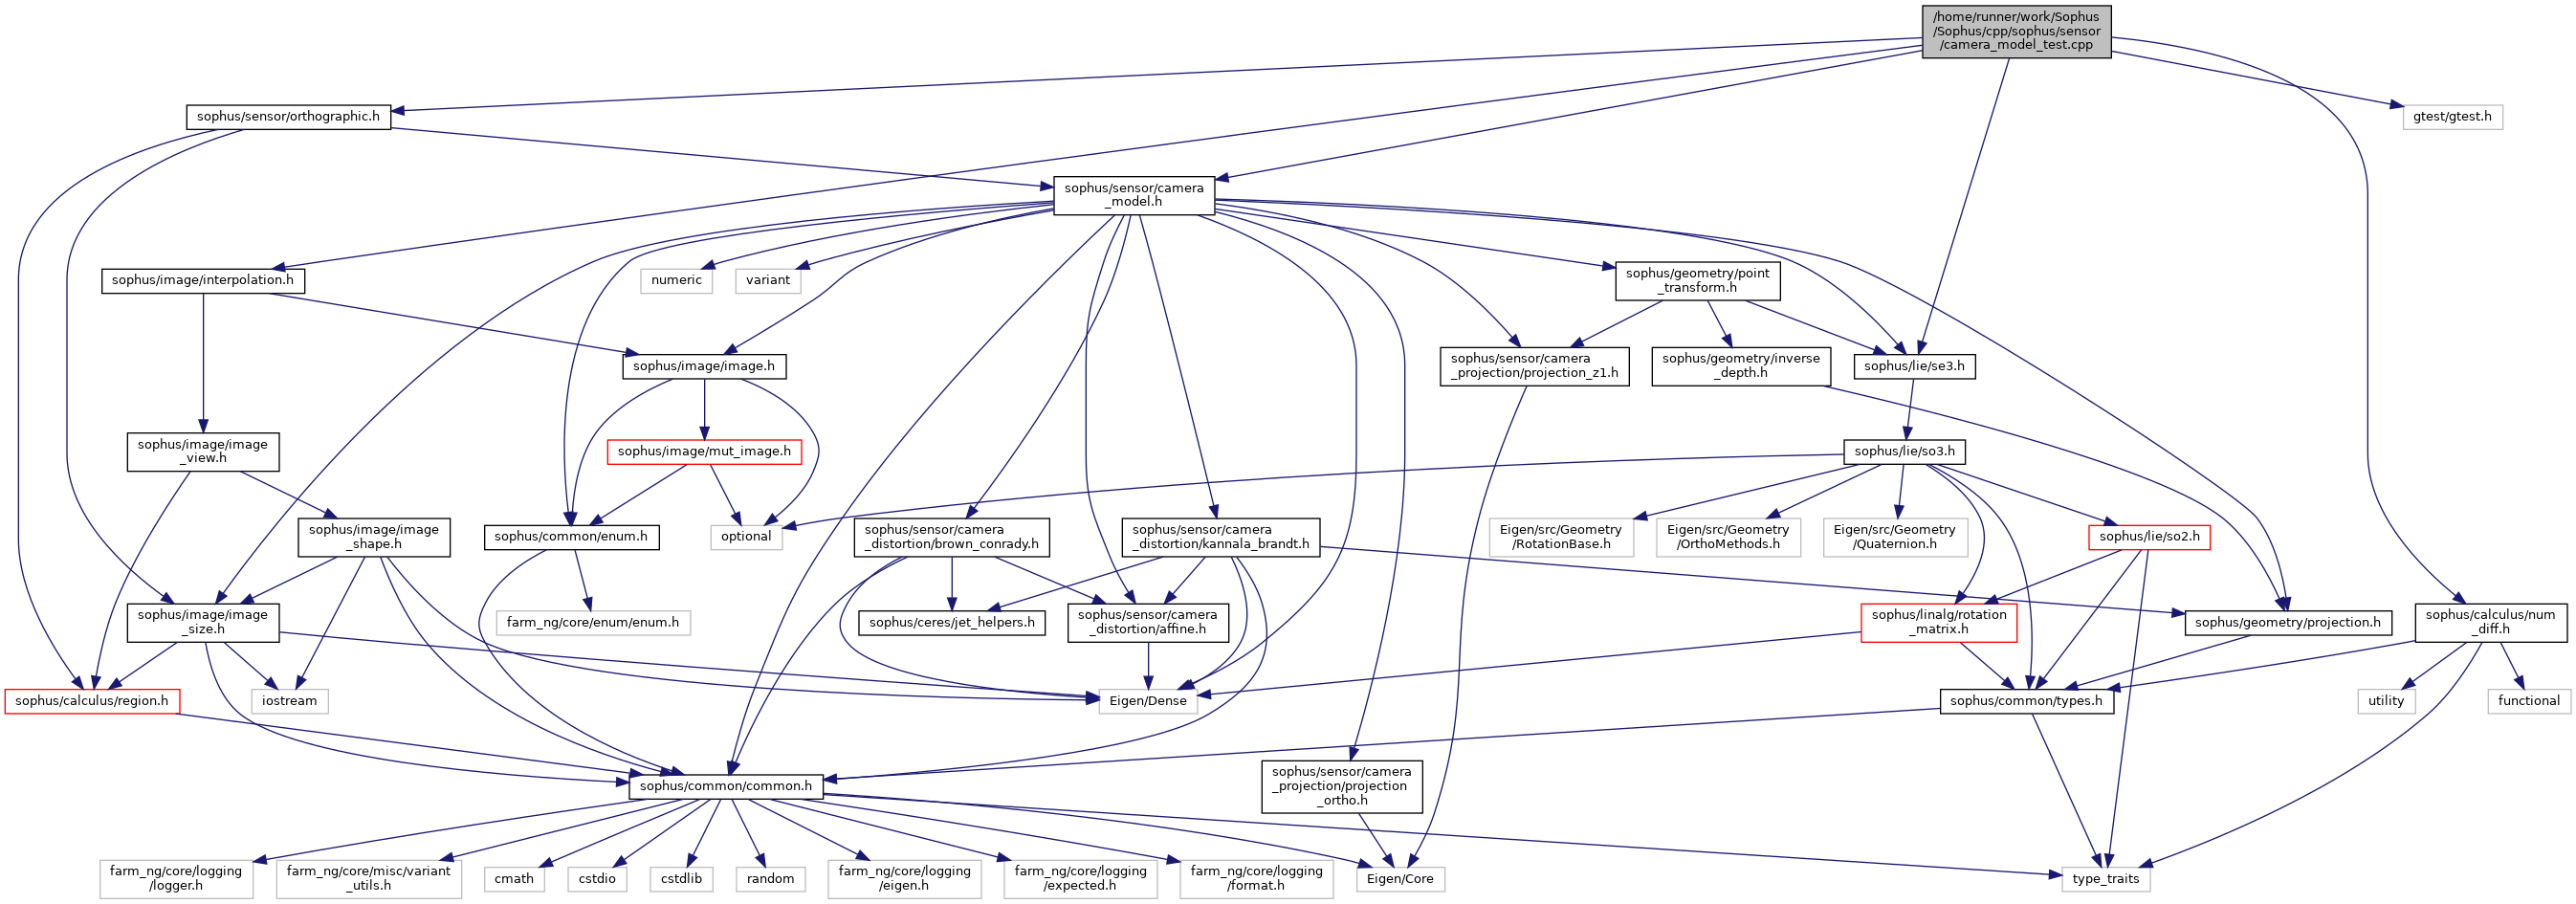 /home/runner/work/Sophus
/Sophus/cpp/sophus/sensor
/camera_model_test.cpp
sophus/sensor/orthographic.h
gtest/gtest.h
sophus/sensor/camera
_model.h
sophus/image/interpolation.h
numeric
variant
sophus/geometry/point
_transform.h
sophus/image/image.h
sophus/sensor/camera
_projection/projection_z1.h
sophus/geometry/inverse
_depth.h
sophus/lie/se3.h
sophus/image/image
_view.h
sophus/image/mut_image.h
sophus/lie/so3.h
sophus/image/image
_shape.h
sophus/common/enum.h
optional
sophus/sensor/camera
_distortion/brown_conrady.h
sophus/sensor/camera
_distortion/kannala_brandt.h
Eigen/src/Geometry
/RotationBase.h
Eigen/src/Geometry
/OrthoMethods.h
Eigen/src/Geometry
/Quaternion.h
sophus/lie/so2.h
sophus/image/image
_size.h
farm_ng/core/enum/enum.h
sophus/ceres/jet_helpers.h
sophus/sensor/camera
_distortion/affine.h
sophus/linalg/rotation
_matrix.h
sophus/geometry/projection.h
sophus/calculus/num
_diff.h
sophus/calculus/region.h
iostream
Eigen/Dense
sophus/common/types.h
utility
functional
sophus/common/common.h
sophus/sensor/camera
_projection/projection
_ortho.h
farm_ng/core/logging
/logger.h
farm_ng/core/misc/variant
_utils.h
cmath
cstdio
cstdlib
random
farm_ng/core/logging
/eigen.h
farm_ng/core/logging
/expected.h
farm_ng/core/logging
/format.h
Eigen/Core
type_traits